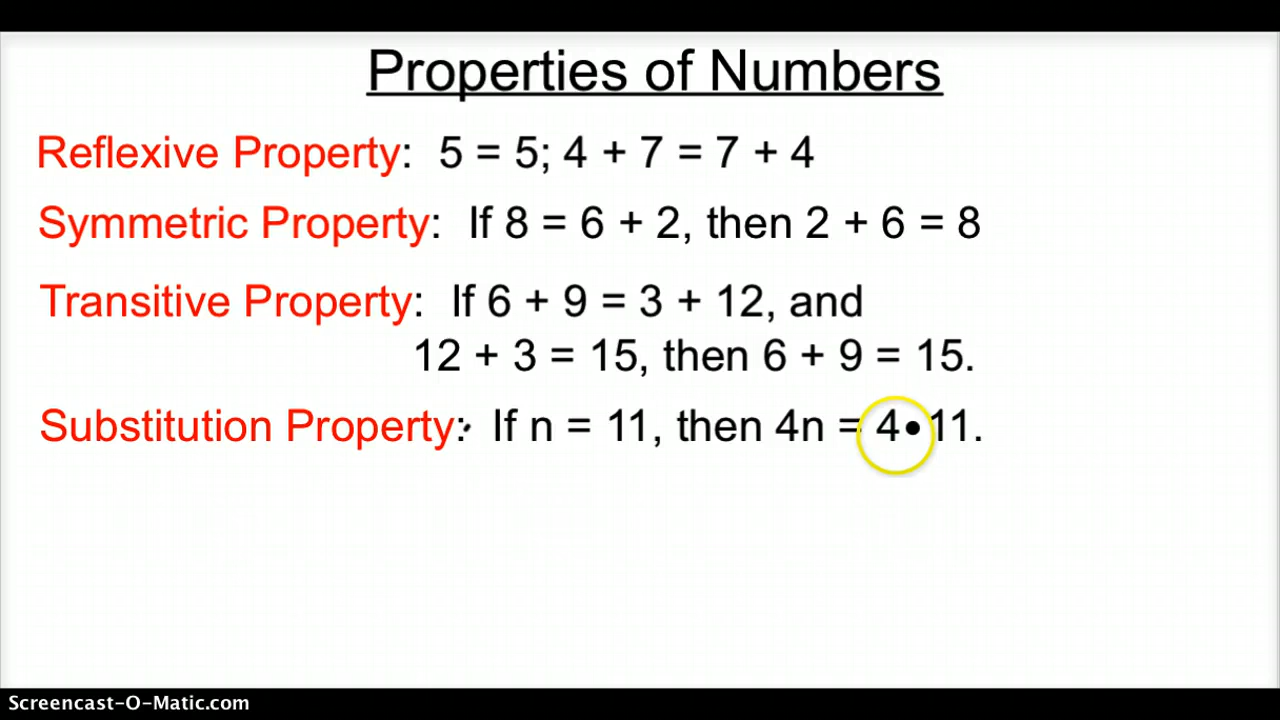 Properties of Numbers
Reflexive Property: 5 = 5; 4 + 7 = 7 + 4
Symmetric Property: If 8 = 6 + 2, then 2 + 6 = 8
Transitive Property: If 6 + 9 = 3 + 12, and
12 + 3 = 15, then 6 + 9 = 15.
Substitution Property: If n = 11, then 4n = 4•11.
Screencast-O-Matic.com